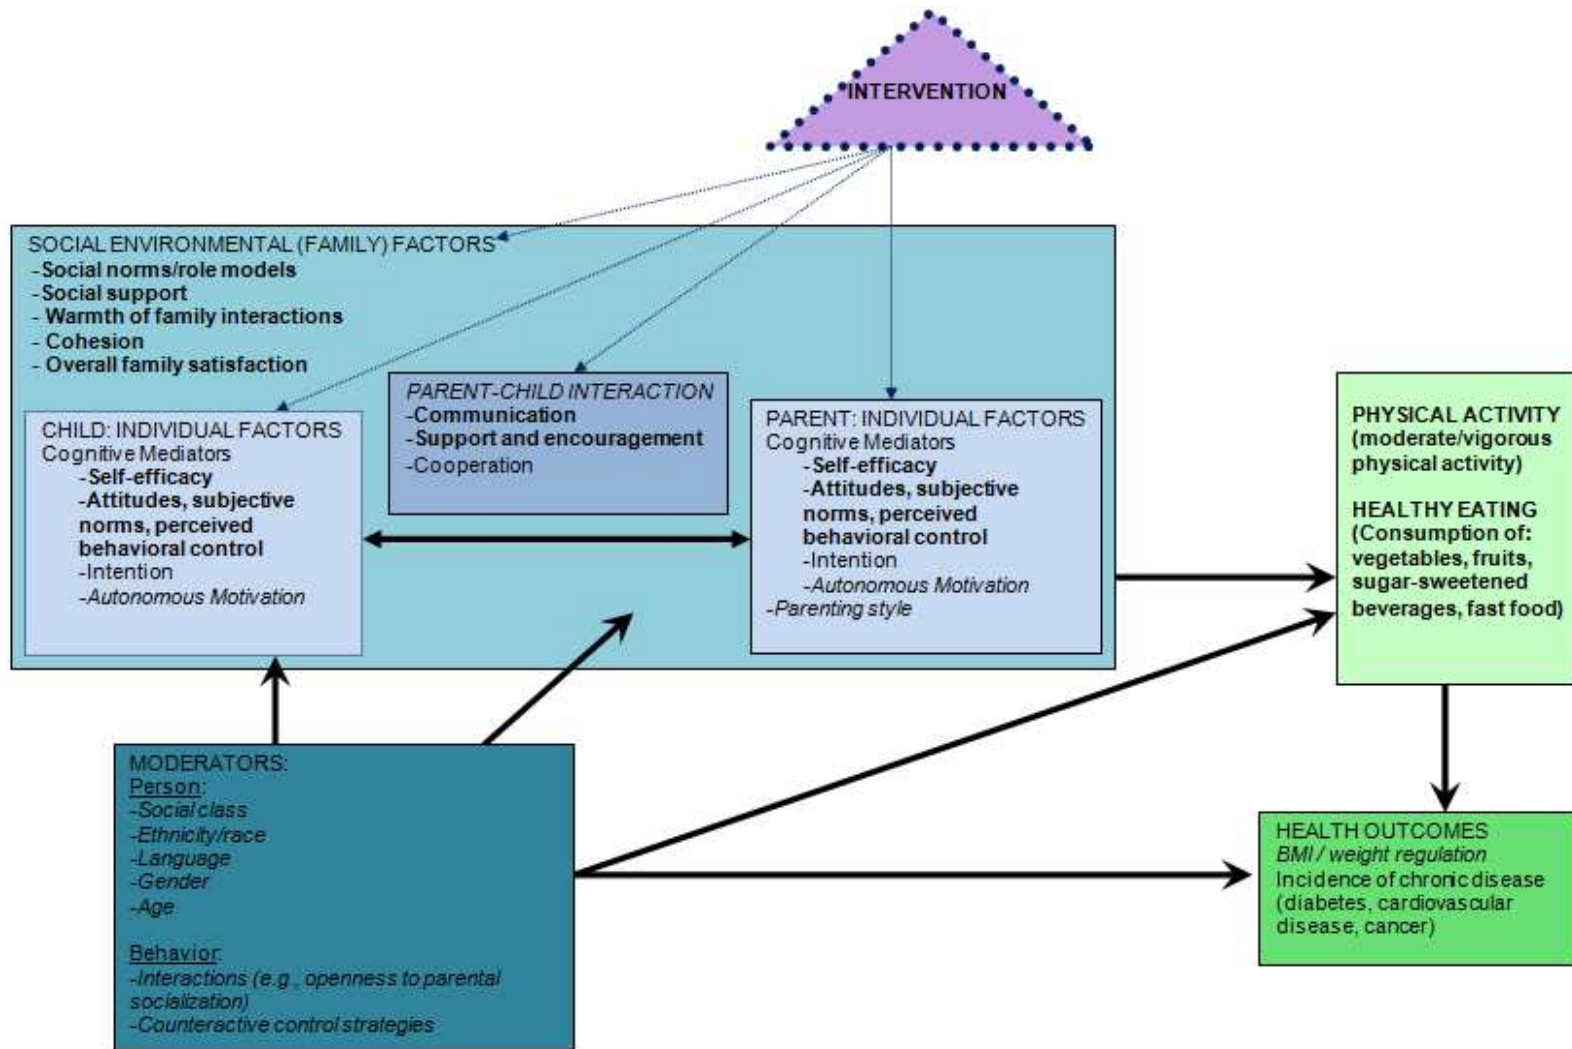 INTERVENTION
SOCIAL ENVIRONMENTAL (FAMILY) FACTORS
-Social norms/role models
-Social support
- Warmth of family interactions
- Cohesion
- Overall family satisfaction
CHILD: INDIVIDUAL FACTORS
Cognitive Mediators
-Self-efficacy
-Attitudes, subjective
norms, perceived
behavioral control
-Intention
-Autonomous Motivation
PARENT-CHILD INTERACTION
-Communication
-Support and encouragement
-Cooperation
PARENT: INDIVIDUAL FACTORS
Cognitive Mediators
-Self-efficacy
-Attitudes, subjective
norms, perceived
behavioral control
-Intention
-Autonomous Motivation
-Parenting style
PHYSICAL ACTIVITY
(moderate/vigorous
physical activity)
HEALTHY EATING
(Consumption of:
vegetables, fruits,
sugar-sweetened
beverages, fast food)
MODERATORS:
Person:
-Social class
-Ethnicity/race
-Language
-Gender
-Age
Behavior:
-Interactions (e.g., openness to parental
socialization)
-Counteractive control strategies
HEALTH OUTCOMES
BMI / weight regulation
Incidence of chronic disease
(diabetes, cardiovascular
disease, cancer)